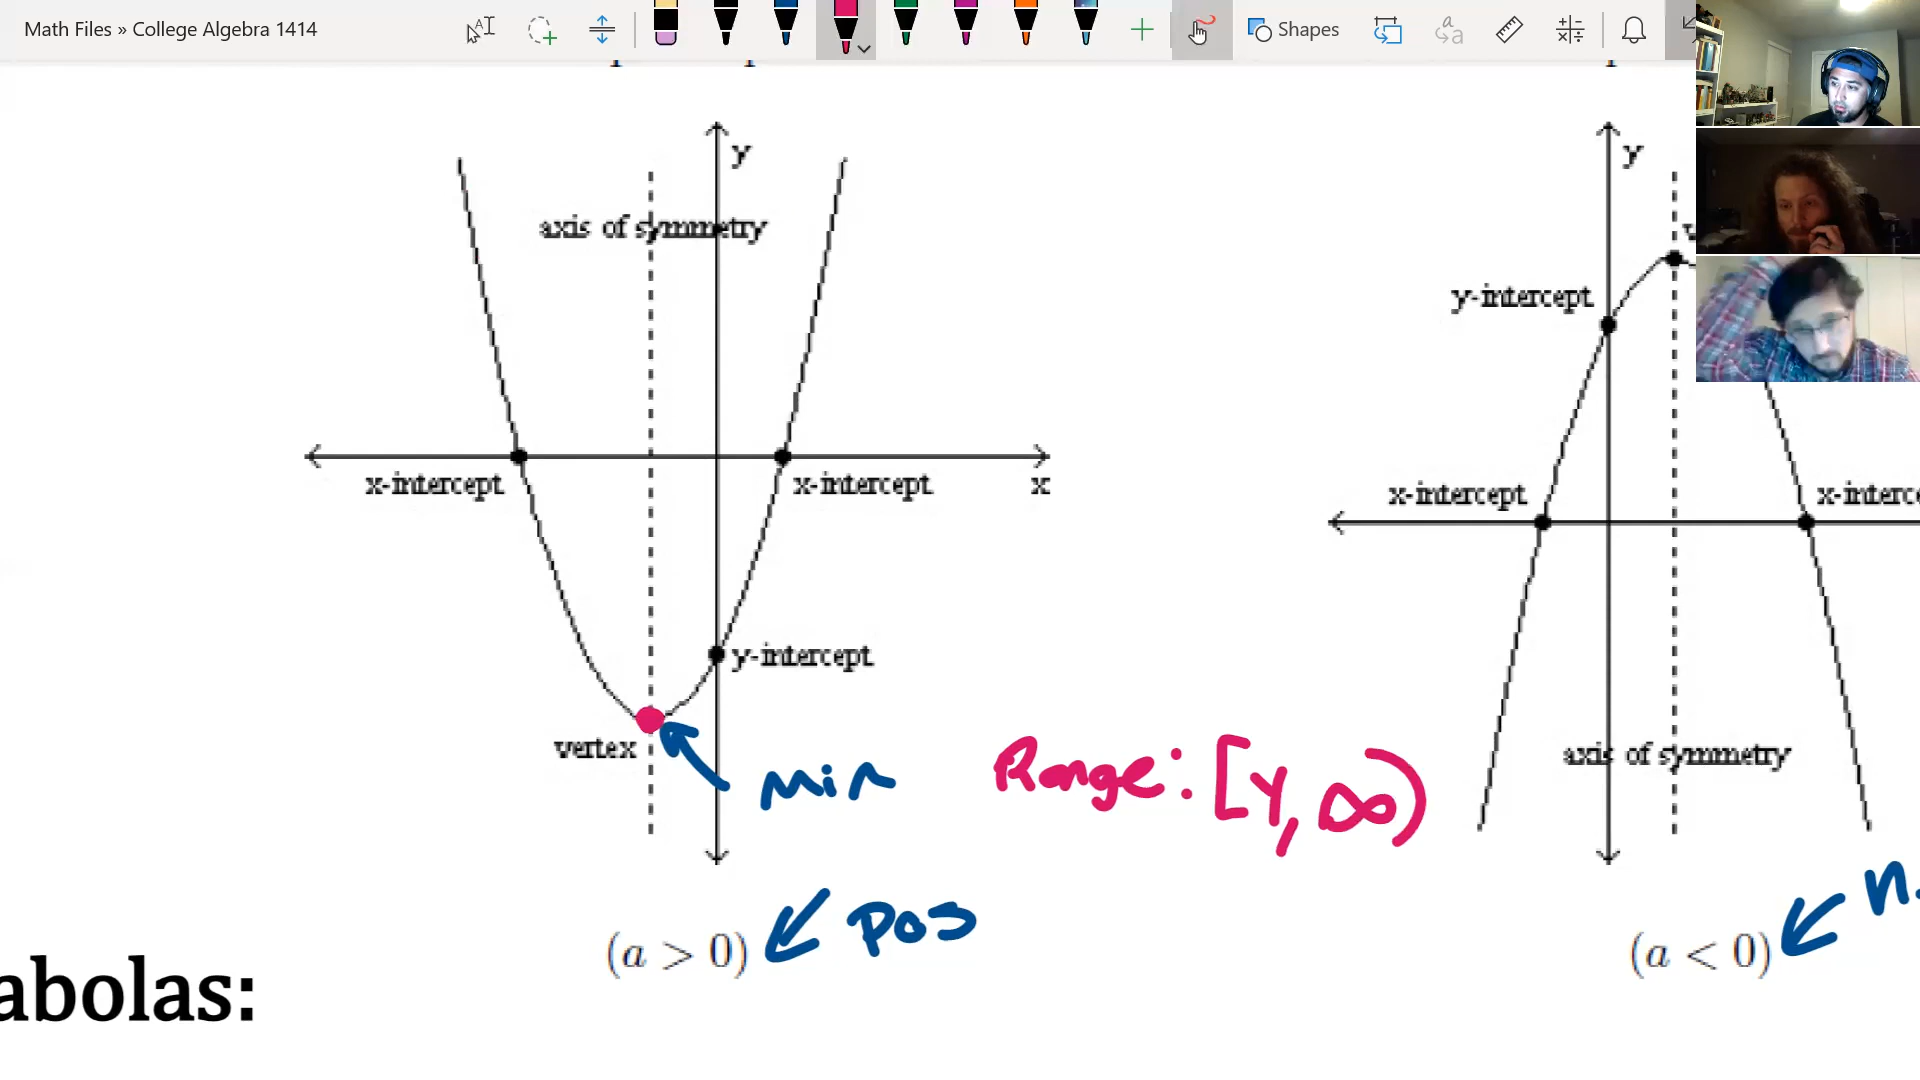 Math Files » College Algebra 1414
Shapes
y
y
axis of symmetry
y-intercept
x-intercept
x-intercept
x
x-intercept
y-intercept
vertex
min
Range: [y, ∞)
axis of symmetry
(a > 0)
pos
(a < 0)
abolas: